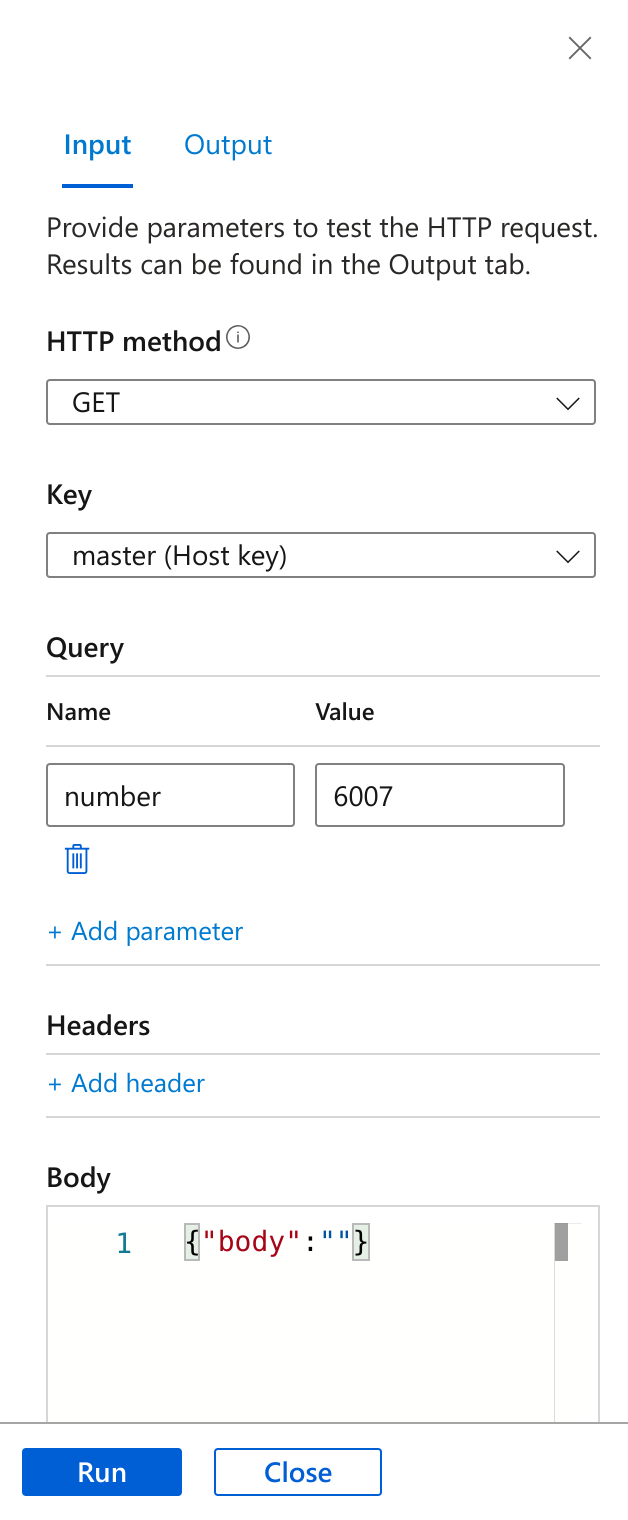 Input Output
Provide parameters to test the HTTP request.
Results can be found in the Output tab.
HTTP method
GET
Key
master (Host key)
Query
Name Value
number 6007
+ Add parameter
Headers
+ Add header
Body
1 {"body":""}
Run Close